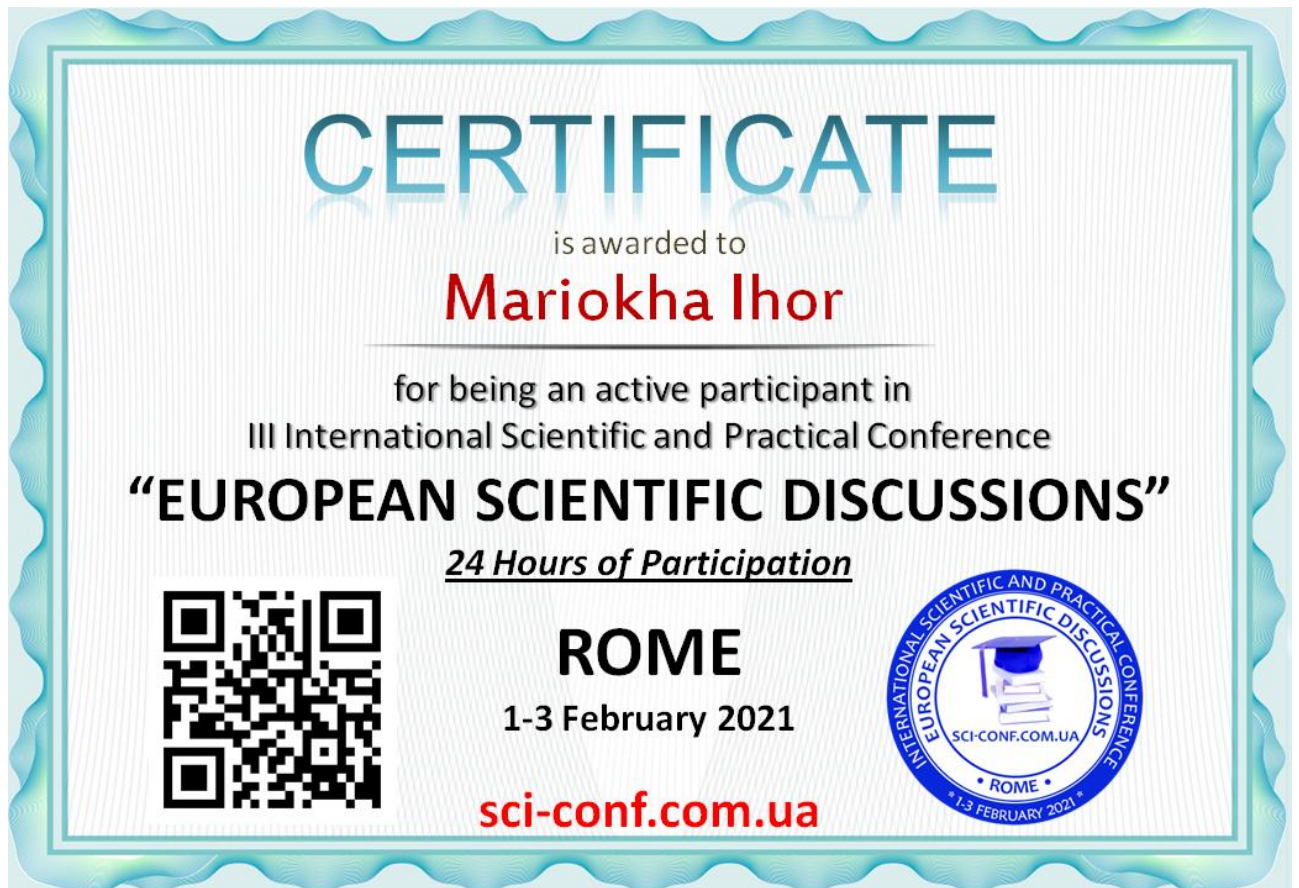 CERTIFICATE
is awarded to
Mariokha Ihor
for being an active participant in
III International Scientific and Practical Conference
“EUROPEAN SCIENTIFIC DISCUSSIONS”
24 Hours of Participation
ROME
1-3 February 2021
sci-conf.com.ua
INTERNATIONAL SCIENTIFIC AND PRACTICAL CONFERENCE
EUROPEAN SCIENTIFIC DISCUSSIONS
SCI-CONF.COM.UA
• ROME •
* 1-3 FEBRUARY 2021 *